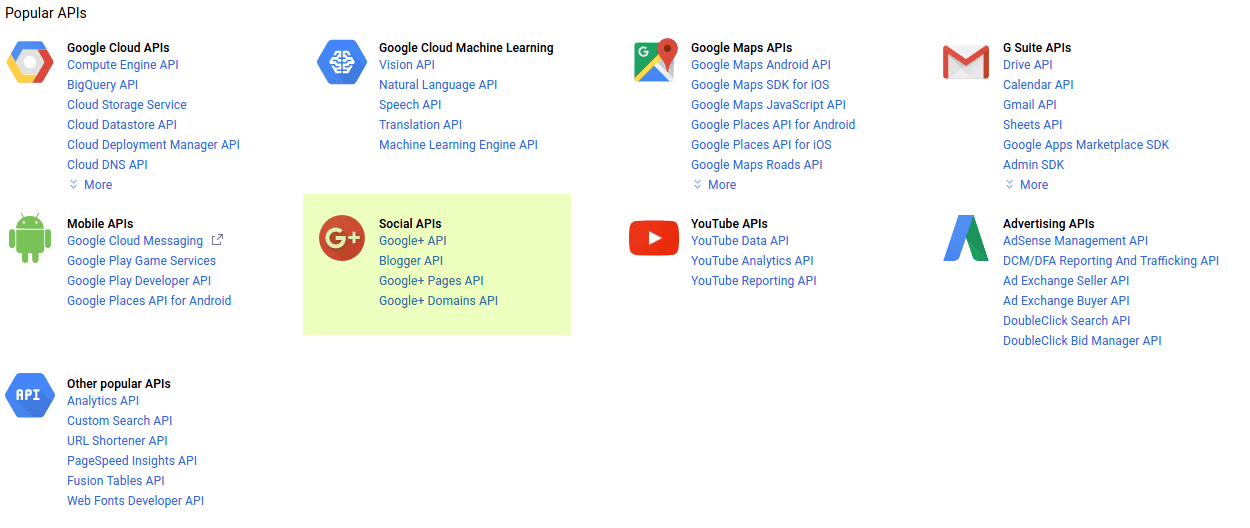 Popular APIs
Google Cloud APIs
Compute Engine API
BigQuery API
Cloud Storage Service
Cloud Datastore API
Cloud Deployment Manager API
Cloud DNS API
More
Google Cloud Machine Learning
Vision API
Natural Language API
Speech API
Translation API
Machine Learning Engine API
G
Google Maps APIs
Google Maps Android API
Google Maps SDK for iOS
Google Maps JavaScript API
Google Places API for Android
Google Places API for iOS
Google Maps Roads API
More
G Suite APIs
Drive API
Calendar API
Gmail API
Sheets API
Google Apps Marketplace SDK
Admin SDK
More
Mobile APIs
Google Cloud Messaging
Google Play Game Services
Google Play Developer API
Google Places API for Android
G+
Social APIs
Google+ API
Blogger API
Google+ Pages API
Google+ Domains API
YouTube APIs
YouTube Data API
YouTube Analytics API
YouTube Reporting API
Advertising APIs
AdSense Management API
DCM/DFA Reporting And Trafficking API
Ad Exchange Seller API
Ad Exchange Buyer API
DoubleClick Search API
DoubleClick Bid Manager API
API
Other popular APIs
Analytics API
Custom Search API
URL Shortener API
PageSpeed Insights API
Fusion Tables API
Web Fonts Developer API